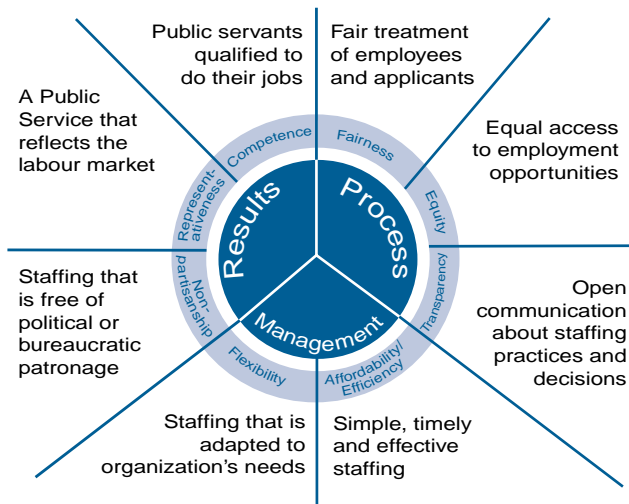 Public servants
qualified to
do their jobs
Fair treatment
of employees
and applicants
A Public
Service that
reflects the
labour market
Equal access
to employment
opportunities
Competence
Fairness
Represent-
ativeness
Equity
Results
Process
Management
Non-
partisanship
Transparency
Flexibility
Affordability/
Efficiency
Staffing that
is free of
political or
bureaucratic
patronage
Open
communication
about staffing
practices and
decisions
Staffing that is
adapted to
organization’s needs
Simple, timely
and effective
staffing